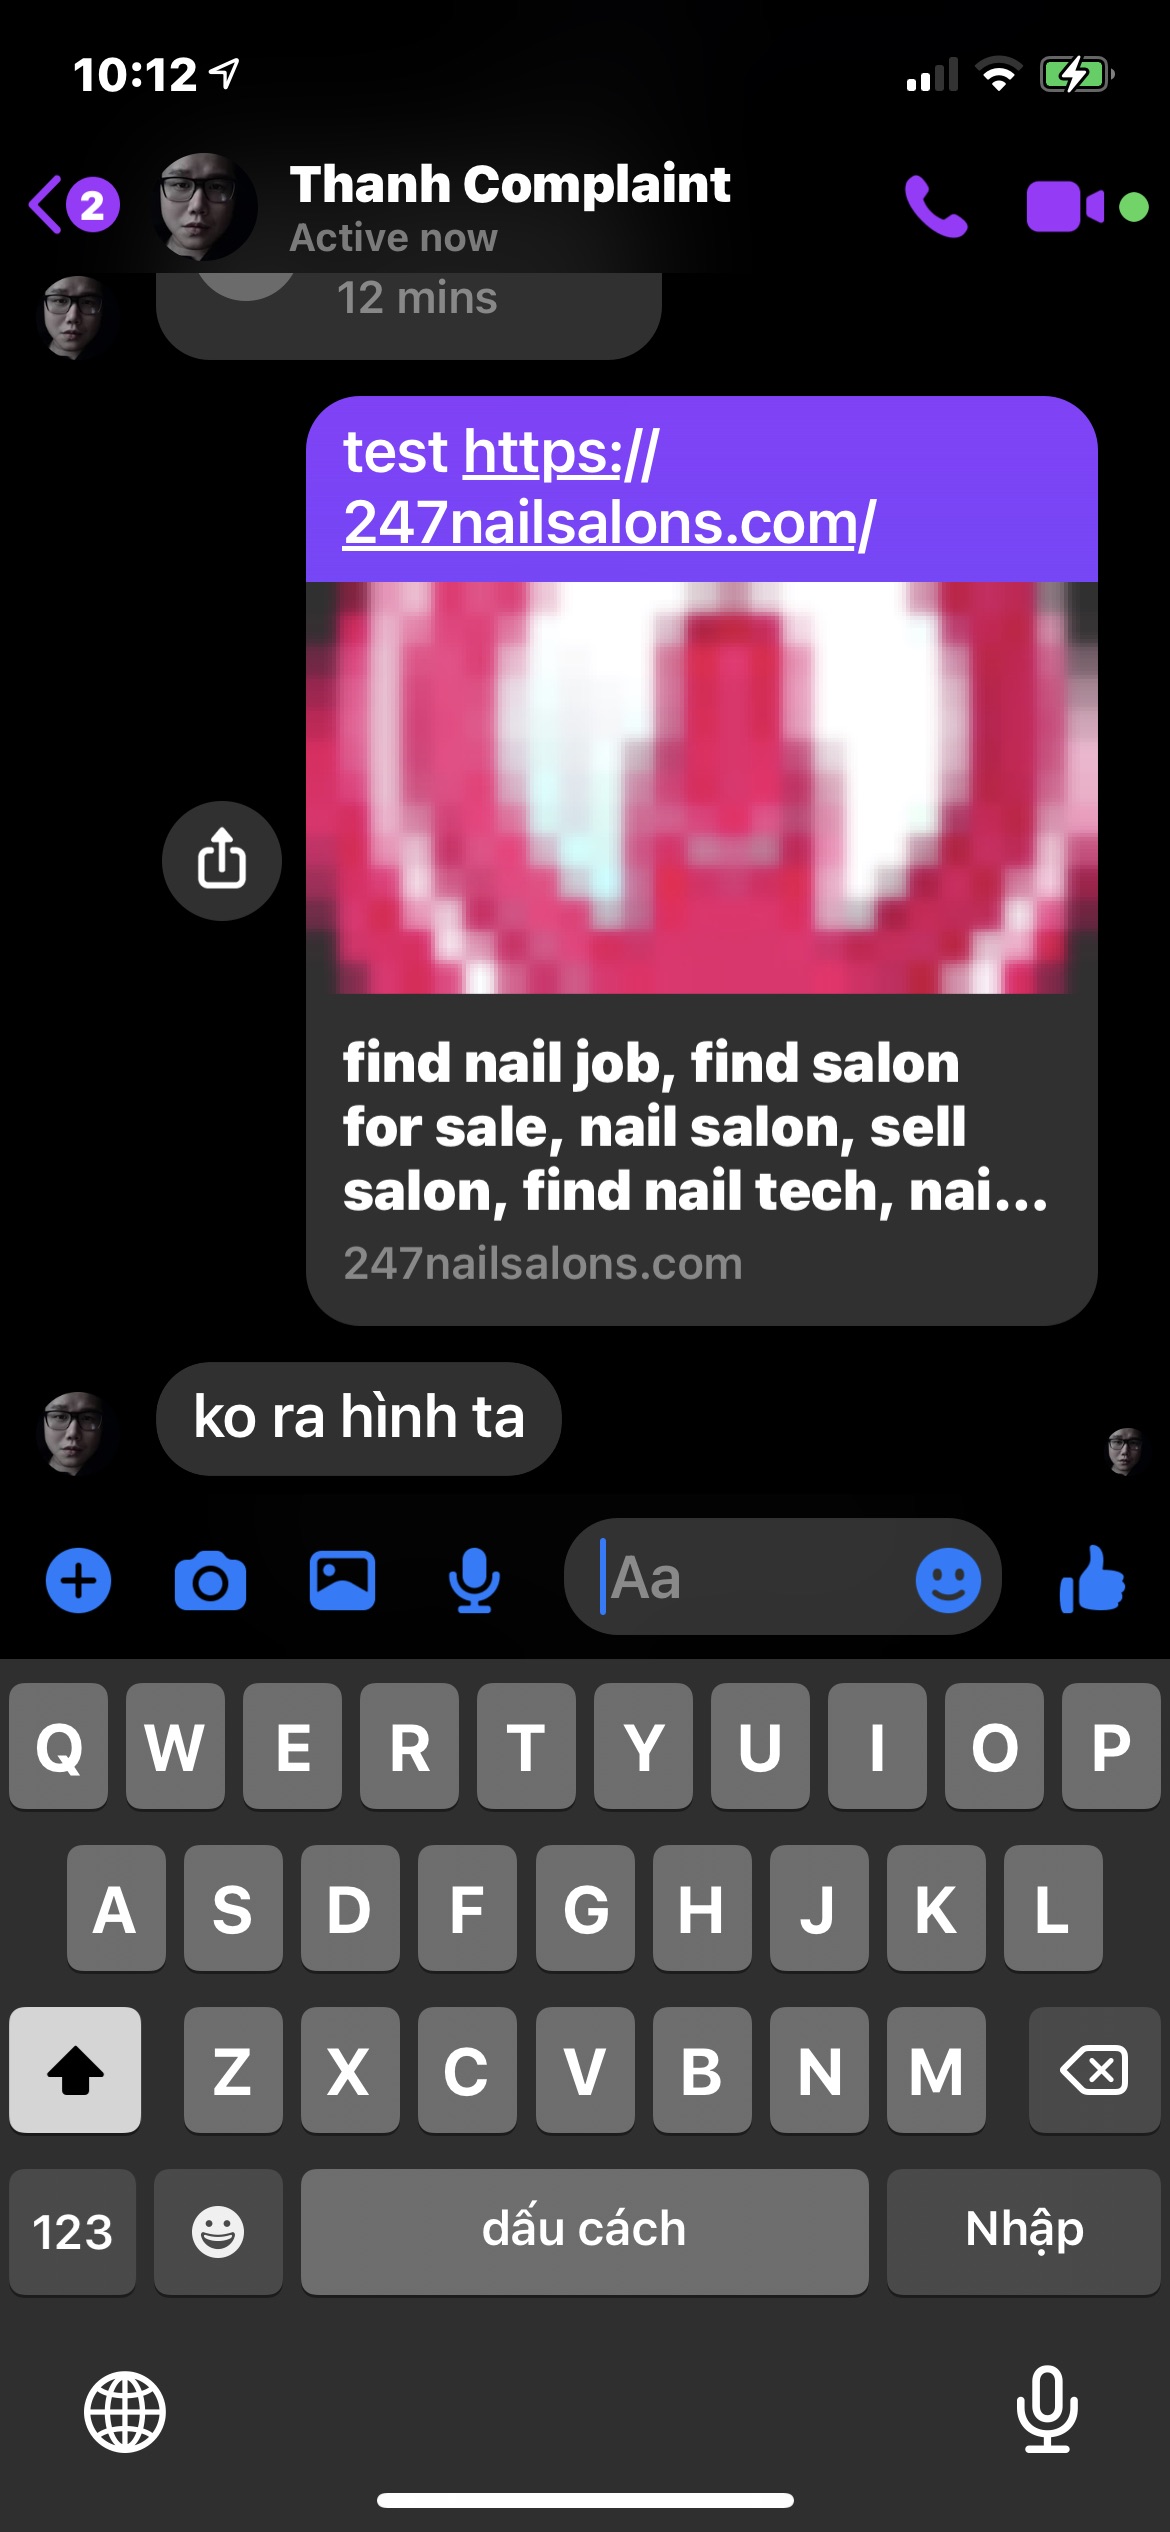 10:12
2
Thanh Complaint
Active now
12 mins
test https://
247nailsalons.com/
find nail job, find salon
for sale, nail salon, sell
salon, find nail tech, nai...
247nailsalons.com
ko ra hình ta
Aa
Q W E R T Y U I O P
A S D F G H J K L
Z X C V B N M
123 dấu cách Nhập